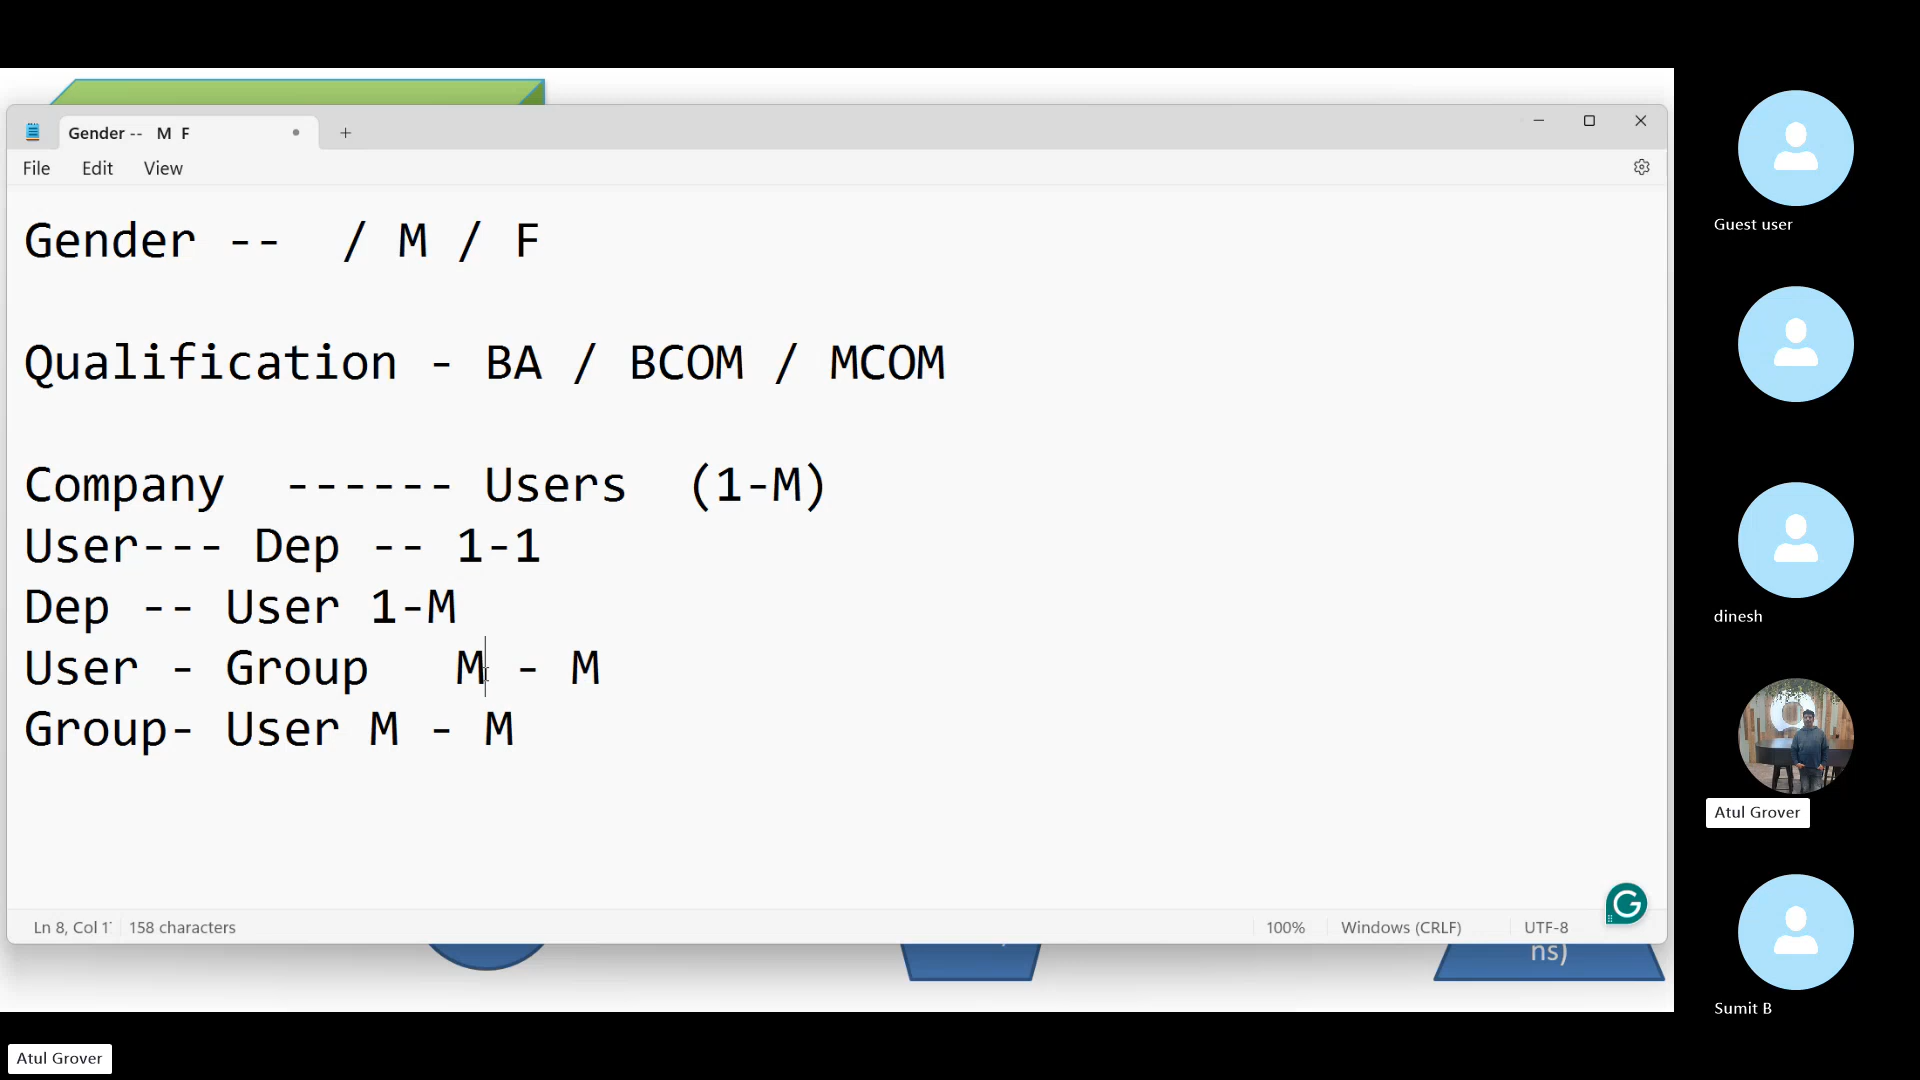 Gender -- M F
File Edit View
Gender -- / M / F
Qualification - BA / BCOM / MCOM
Company ------ Users (1-M)
User--- Dep -- 1-1
Dep -- User 1-M
User - Group M - M
Group- User M - M
Ln 8, Col 1
158 characters
100%
Windows (CRLF)
UTF-8
ns)
Guest user
dinesh
Atul Grover
Sumit B
Atul Grover